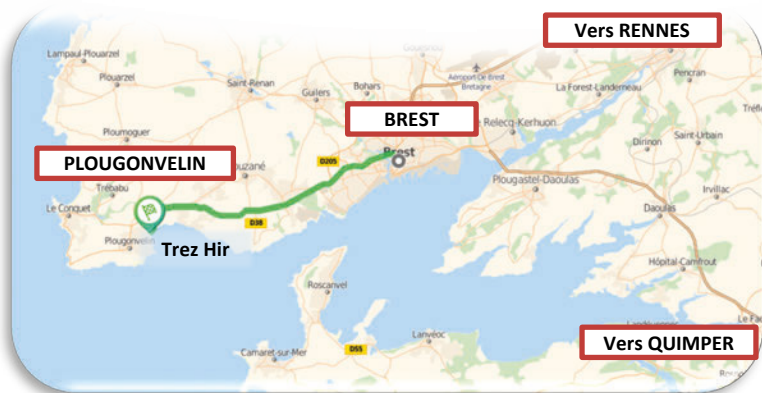 Vers RENNES
Lampaul-Plouarzel
Plouarzel
Saint-Renan
Bohars
Guilers
Aéroport De Brest
Bretagne
La Forest-Landerneau
Pencran
Ploumoguer
BREST
Relecq-Kerhuon
Brest
Dirinon
Saint-Urbain
PLOUGONVELIN
D205
Plougastel-Daoulas
Irvillac
Trébabu
Le Conquet
D38
Daoulas
Plougonvelin
Trez Hir
Hôpital-Camfrout
Roscanvel
Lanvéoc
Camaret-sur-Mer
D55
Vers QUIMPER